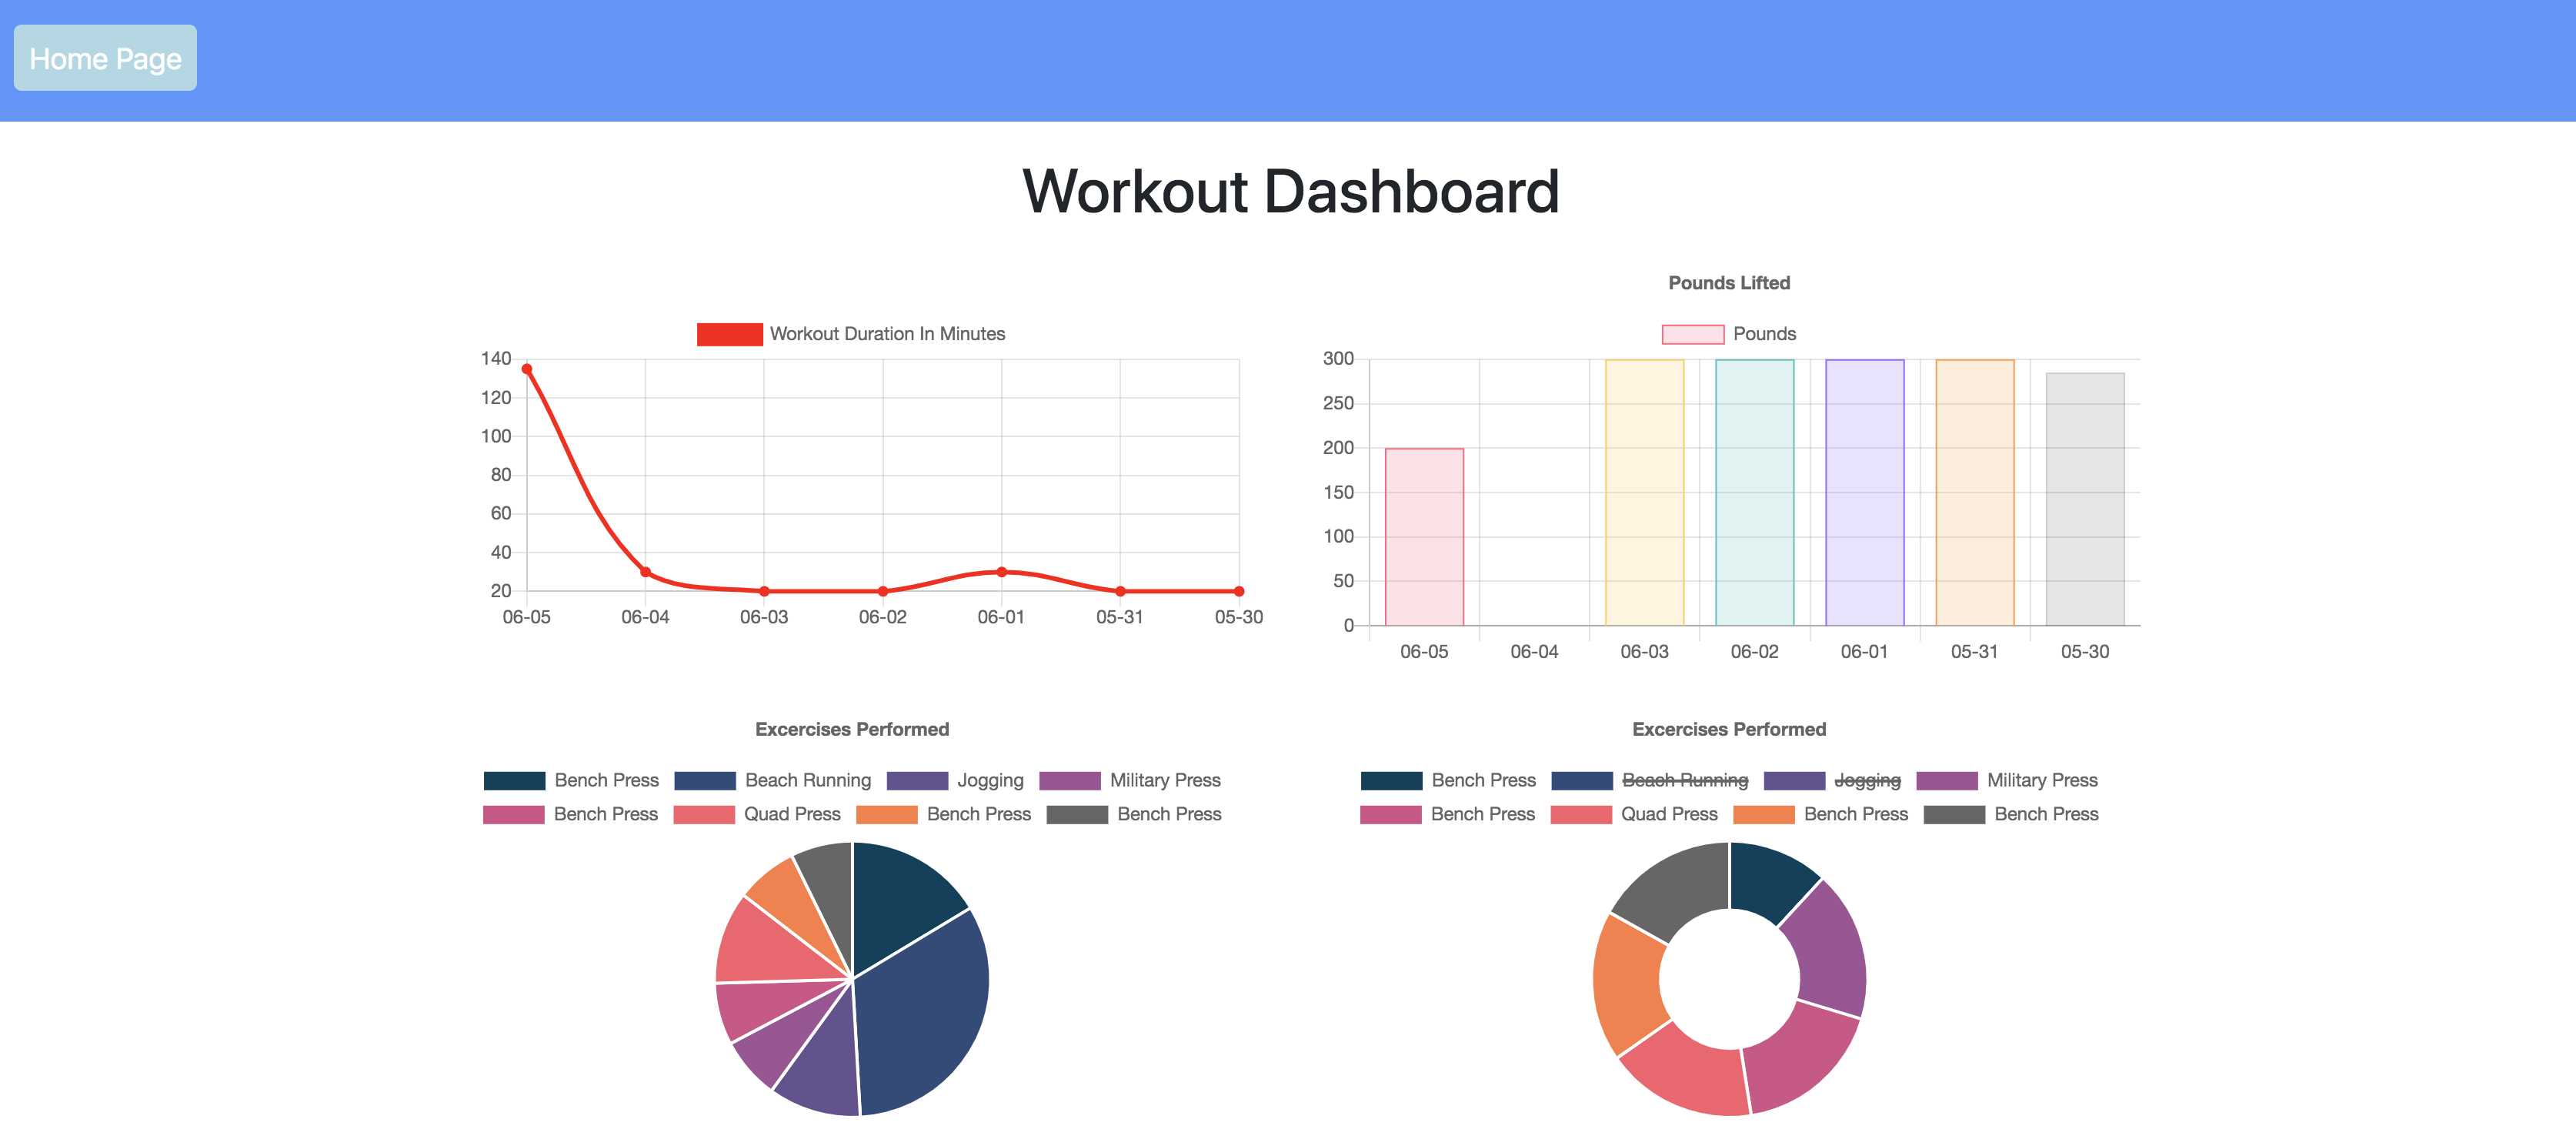 Home Page
Workout Dashboard
Workout Duration In Minutes
140
120
100
80
60
40
20
06-05 06-04 06-03 06-02 06-01 05-31 05-30
Pounds Lifted
Pounds
300
250
200
150
100
50
0
06-05 06-04 06-03 06-02 06-01 05-31 05-30
Excercises Performed
Bench Press Beach Running Jogging Military Press
Bench Press Quad Press Bench Press Bench Press
Excercises Performed
Bench Press Beach Running Jogging Military Press
Bench Press Quad Press Bench Press Bench Press